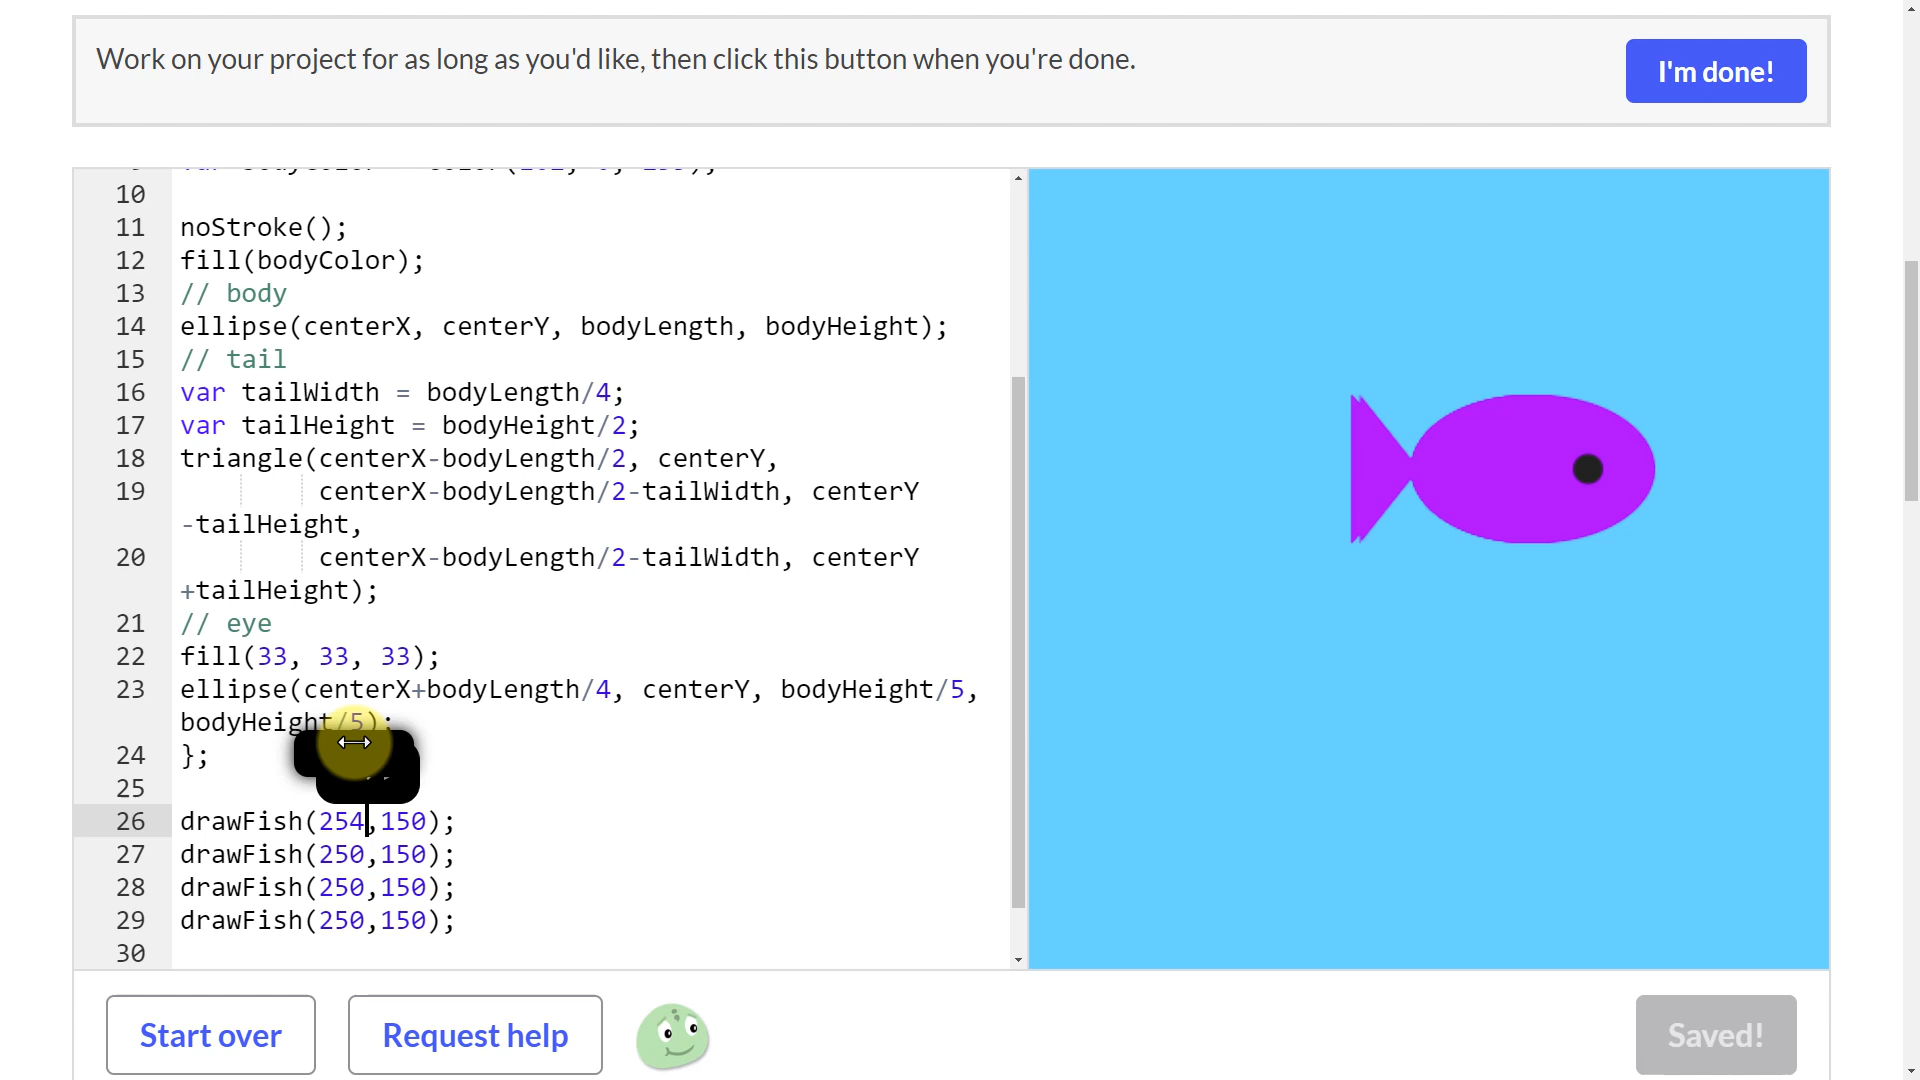 Work on your project for as long as you'd like, then click this button when you're done.
I'm done!
10
11 noStroke();
12 fill(bodyColor);
13 // body
14 ellipse(centerX, centerY, bodyLength, bodyHeight);
15 // tail
16 var tailWidth = bodyLength/4;
17 var tailHeight = bodyHeight/2;
18 triangle(centerX-bodyLength/2, centerY,
19 centerX-bodyLength/2-tailWidth, centerY
-tailHeight,
20 centerX-bodyLength/2-tailWidth, centerY
+tailHeight);
21 // eye
22 fill(33, 33, 33);
23 ellipse(centerX+bodyLength/4, centerY, bodyHeight/5,
bodyHeight/5);
24 };
25
26 drawFish(254,150);
27 drawFish(250,150);
28 drawFish(250,150);
29 drawFish(250,150);
30
Start over
Request help
Saved!